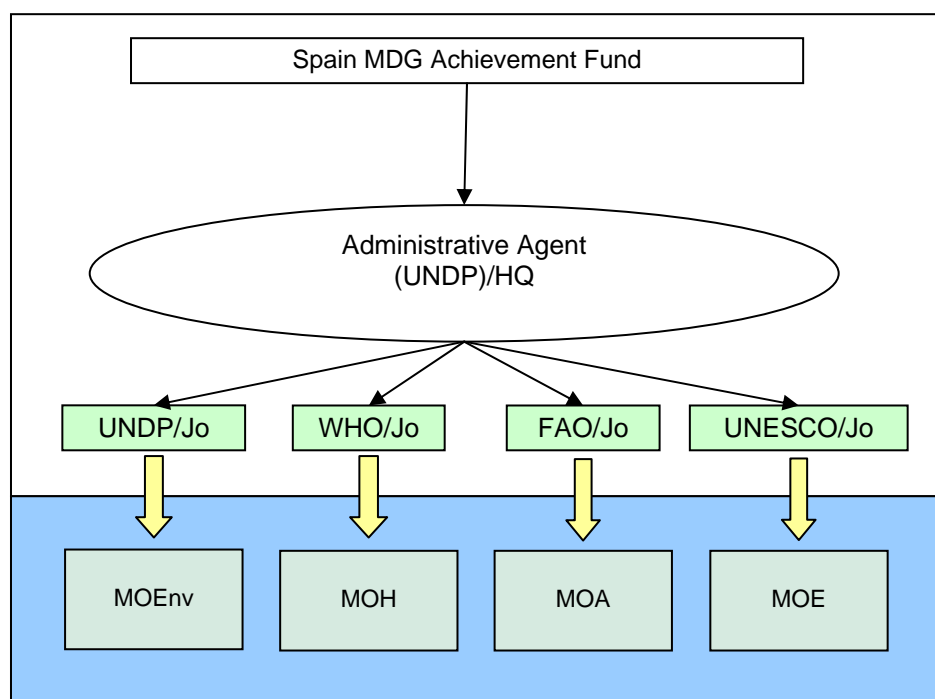 Spain MDG Achievement Fund
Administrative Agent
(UNDP)/HQ
UNDP/Jo
WHO/Jo
FAO/Jo
UNESCO/Jo
MOEnv
MOH
MOA
MOE